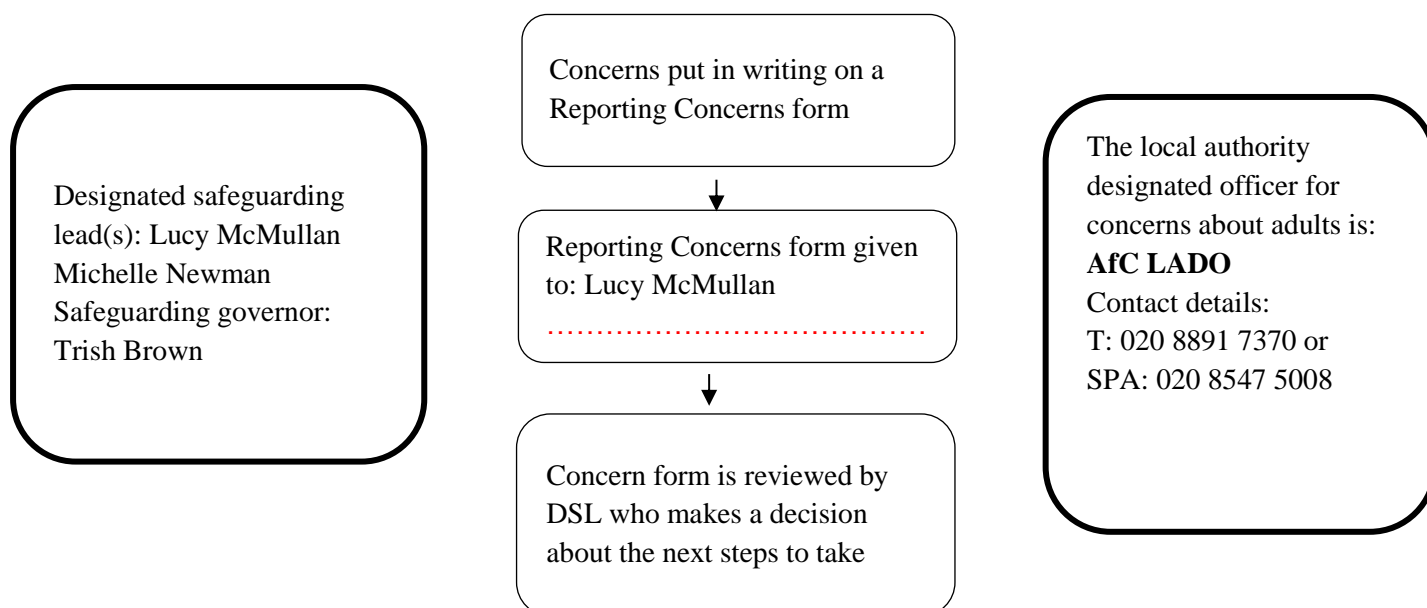 Concerns put in writing on a
Reporting Concerns form
Designated safeguarding
lead(s): Lucy McMullan
Michelle Newman
Safeguarding governor:
Trish Brown
Reporting Concerns form given
to: Lucy McMullan
.......................................
Concern form is reviewed by
DSL who makes a decision
about the next steps to take
The local authority
designated officer for
concerns about adults is:
AfC LADO
Contact details:
T: 020 8891 7370 or
SPA: 020 8547 5008